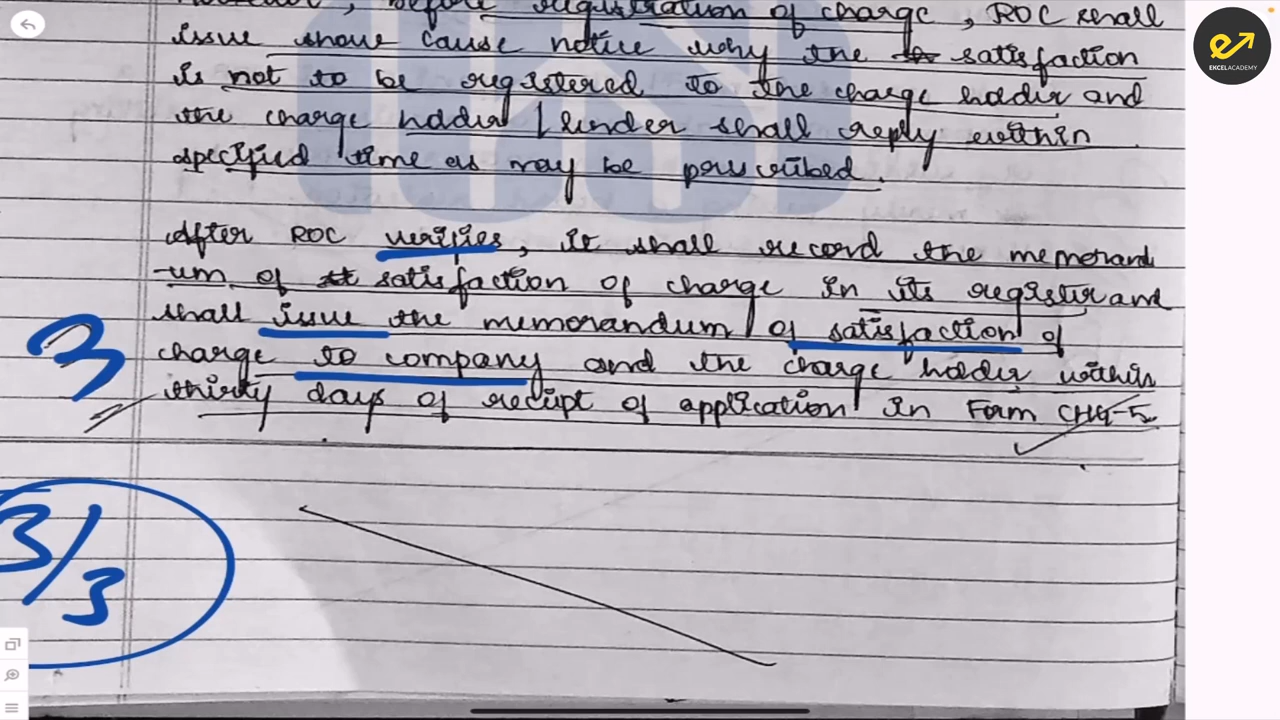 However, before registration of charge, ROC shall
issue show cause notice why the satisfaction
is not to be registered to the charge holder and
the charge holder / lender shall reply within
specified time as may be prescribed.
After ROC verifies, it shall record the memorand
-um of satisfaction of charge in its register and
shall issue the memorandum of satisfaction of
charge to company and the charge holder within
thirty days of receipt of application in Form CHG-5
3
3/3
EKCELACADEMY